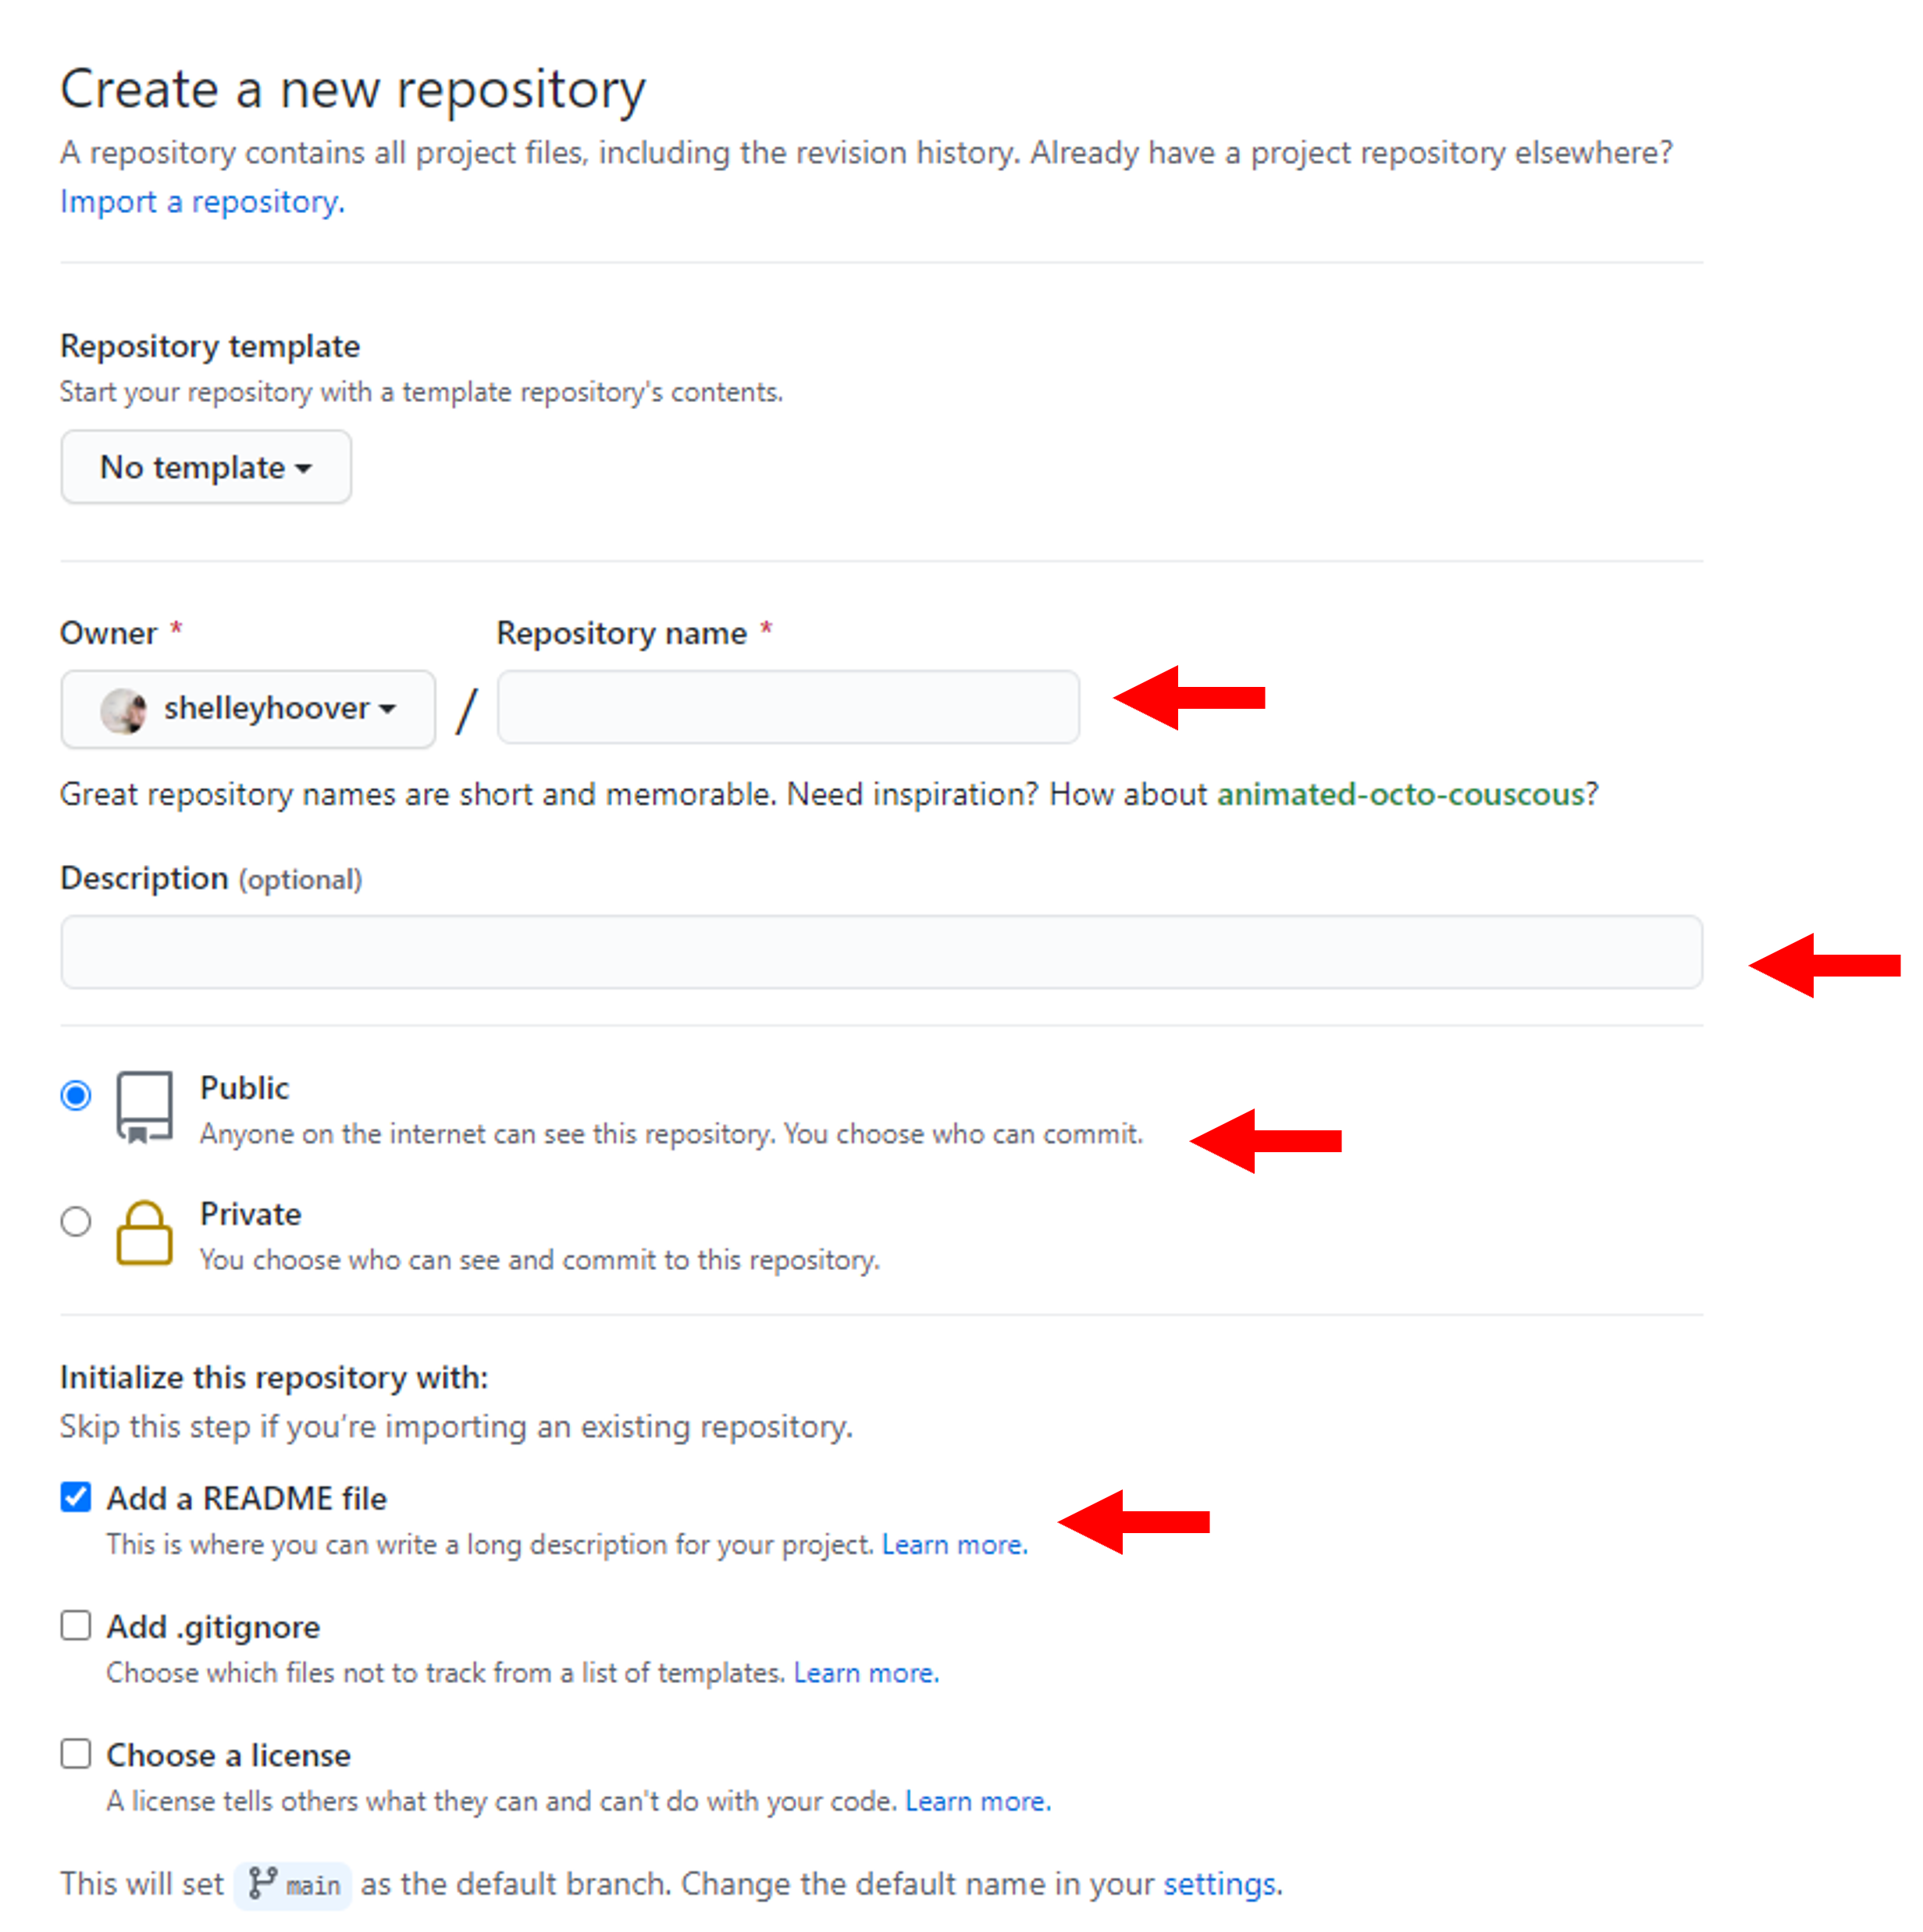 Create a new repository
A repository contains all project files, including the revision history. Already have a project repository elsewhere?
Import a repository.
Repository template
Start your repository with a template repository's contents.
No template
Owner *
Repository name *
shelleyhoover /
Great repository names are short and memorable. Need inspiration? How about animated-octo-couscous?
Description (optional)
Public
Anyone on the internet can see this repository. You choose who can commit.
Private
You choose who can see and commit to this repository.
Initialize this repository with:
Skip this step if you’re importing an existing repository.
Add a README file
This is where you can write a long description for your project. Learn more.
Add .gitignore
Choose which files not to track from a list of templates. Learn more.
Choose a license
A license tells others what they can and can't do with your code. Learn more.
This will set main as the default branch. Change the default name in your settings.